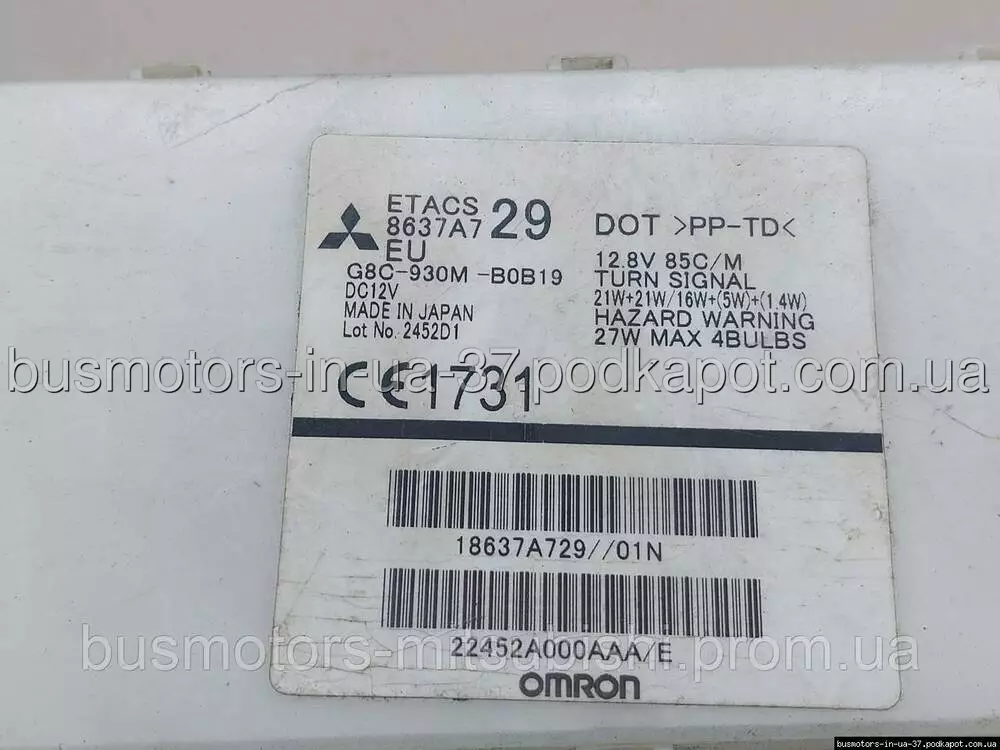 ETACS
8637A7 29
EU
G8C-930M -B0B19
DC12V
MADE IN JAPAN
Lot No. 2452D1
DOT >PP-TD<
12.8V 85C/M
TURN SIGNAL
21W+21W/16W+(5W)+(1.4W)
HAZARD WARNING
27W MAX 4BULBS
busmotors-in-ua-37.podkapot.com.ua
CE1731
18637A729//01N
busmotors-mitsubishi.prom.ua
22452A000AAA/E
OMRON
busmotors-in-ua-37.podkapot.com.ua